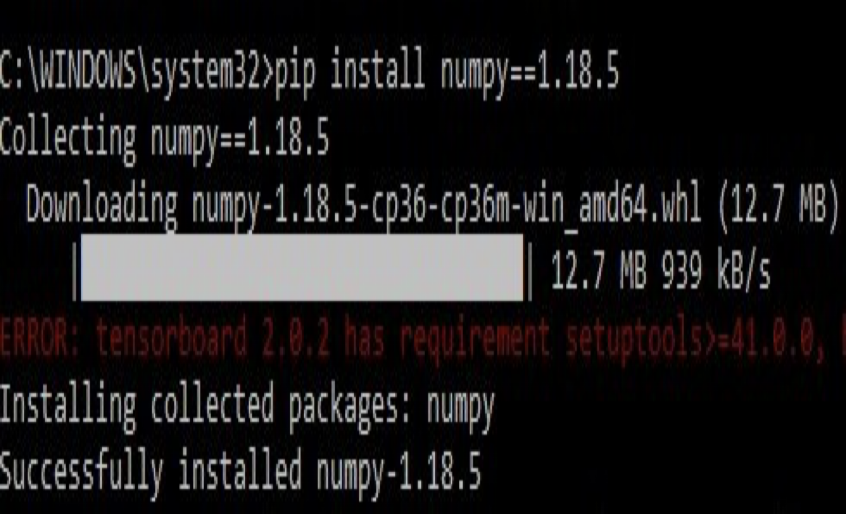 C:\WINDOWS\system32>pip install numpy==1.18.5
Collecting numpy==1.18.5
Downloading numpy-1.18.5-cp36-cp36m-win_amd64.whl (12.7 MB)
| | 12.7 MB 939 kB/s
ERROR: tensorboard 2.0.2 has requirement setuptools>=41.0.0,
Installing collected packages: numpy
Successfully installed numpy-1.18.5